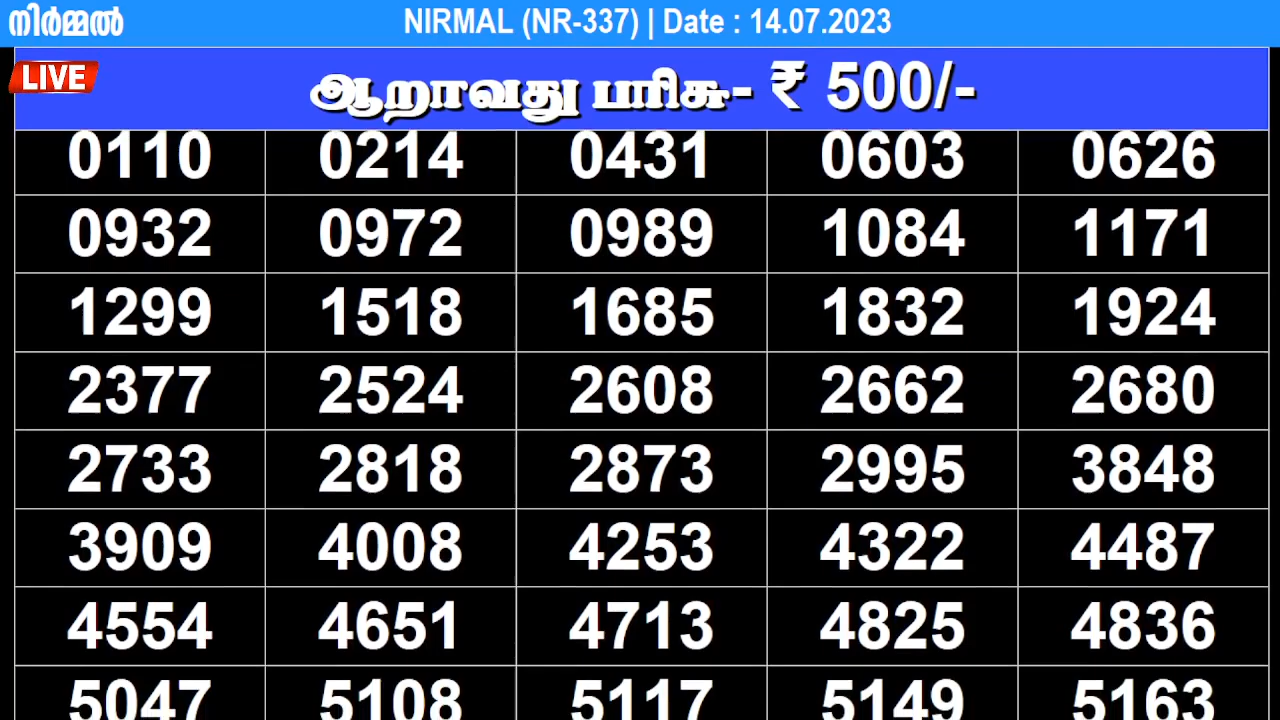 നിർമ്മൽ NIRMAL (NR-337) | Date : 14.07.2023
LIVE ஆறாவது பரிசு- ₹ 500/-
0110 0214 0431 0603 0626
0932 0972 0989 1084 1171
1299 1518 1685 1832 1924
2377 2524 2608 2662 2680
2733 2818 2873 2995 3848
3909 4008 4253 4322 4487
4554 4651 4713 4825 4836
5047 5108 5117 5149 5163